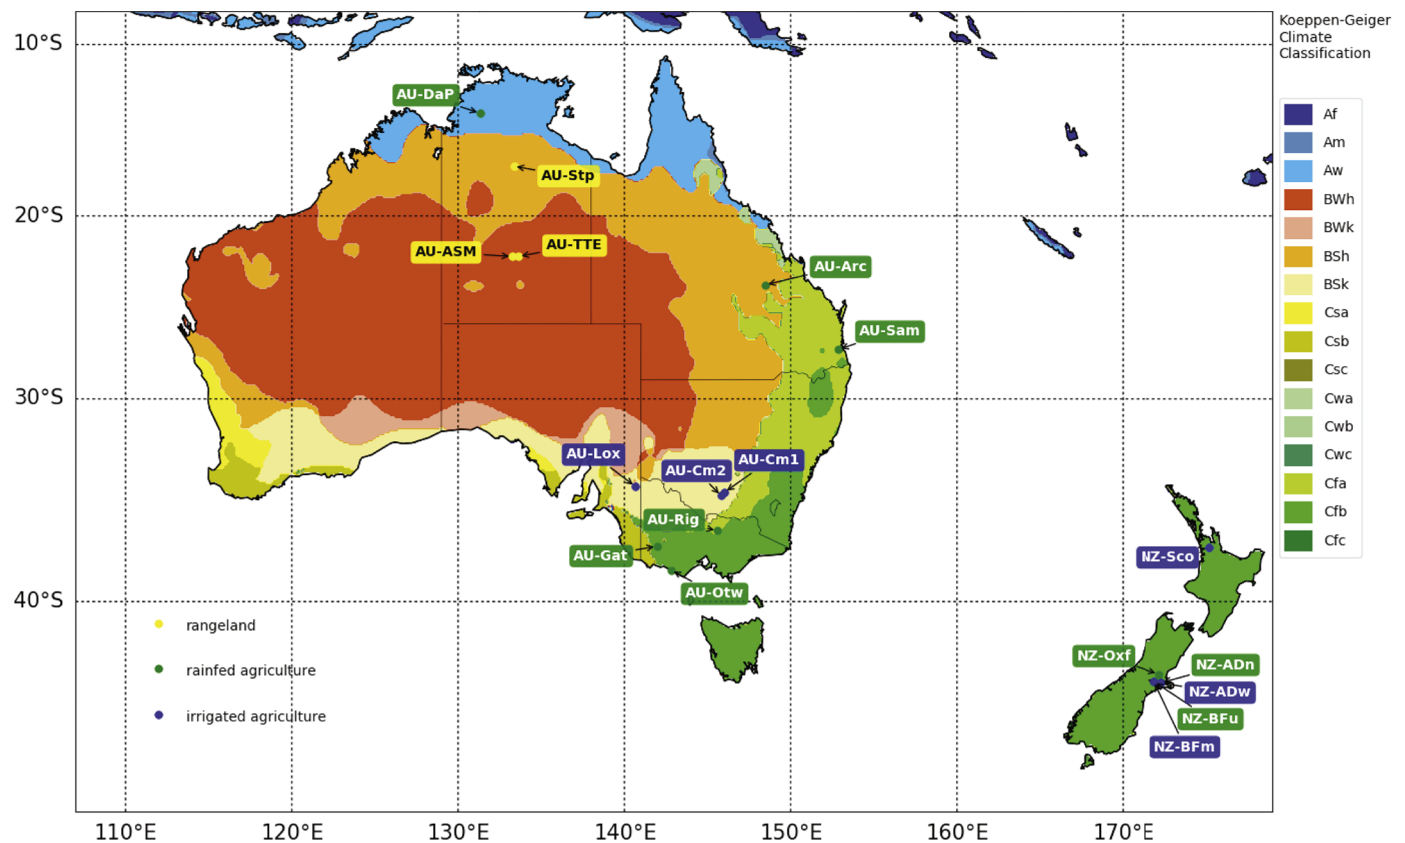 Koeppen-Geiger
Climate
Classification
10°S
20°S
30°S
40°S
AU-DaP
AU-Stp
AU-ASM
AU-TTE
AU-Arc
AU-Sam
AU-Lox
AU-Cm2
AU-Cm1
AU-Rig
AU-Gat
AU-Otw
NZ-Sco
NZ-Oxf
NZ-ADn
NZ-ADw
NZ-BFu
NZ-BFm
Af
Am
Aw
BWh
BWk
BSh
BSk
Csa
Csb
Csc
Cwa
Cwb
Cwc
Cfa
Cfb
Cfc
rangeland
rainfed agriculture
irrigated agriculture
110°E
120°E
130°E
140°E
150°E
160°E
170°E